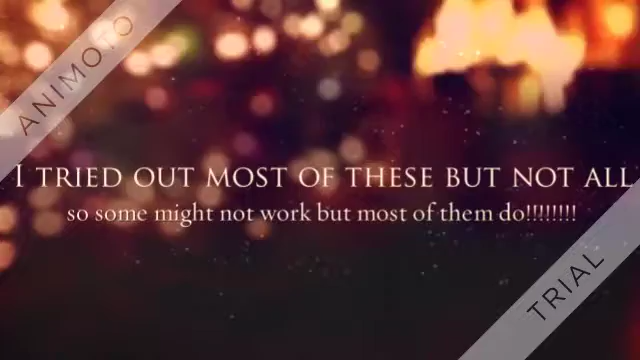 ANIMOTO
I TRIED OUT MOST OF THESE BUT NOT ALL
so some might not work but most of them do!!!!!!!!
TRIAL